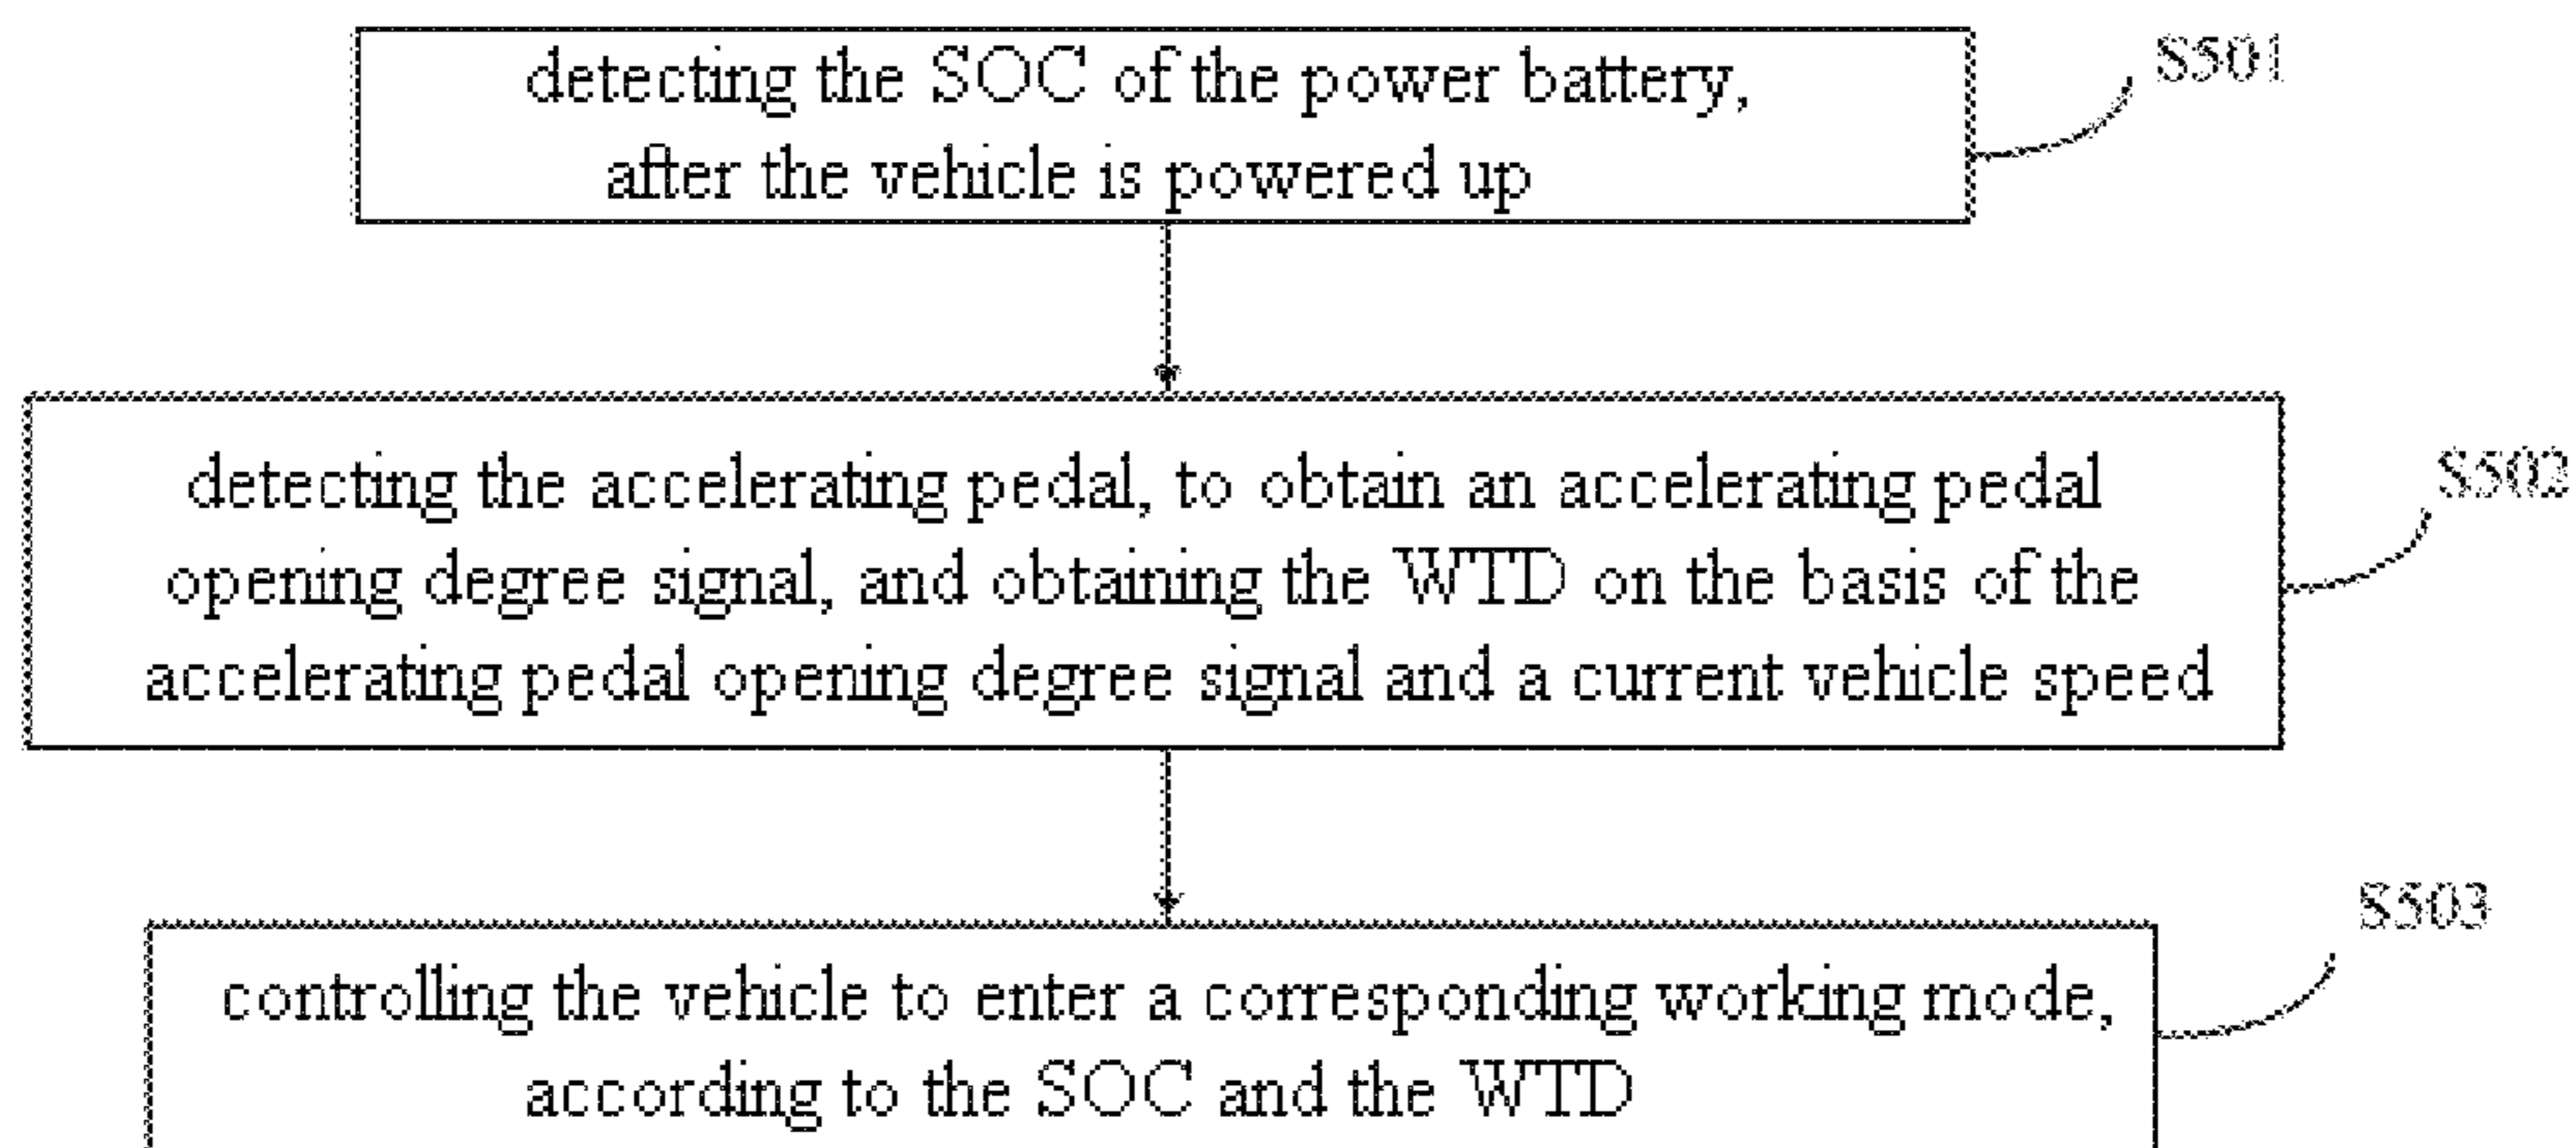 detecting the SOC of the power battery,
after the vehicle is powered up
S501
detecting the accelerating pedal, to obtain an accelerating pedal
opening degree signal, and obtaining the WTD on the basis of the
accelerating pedal opening degree signal and a current vehicle speed
S502
controlling the vehicle to enter a corresponding working mode,
according to the SOC and the WTD
S503